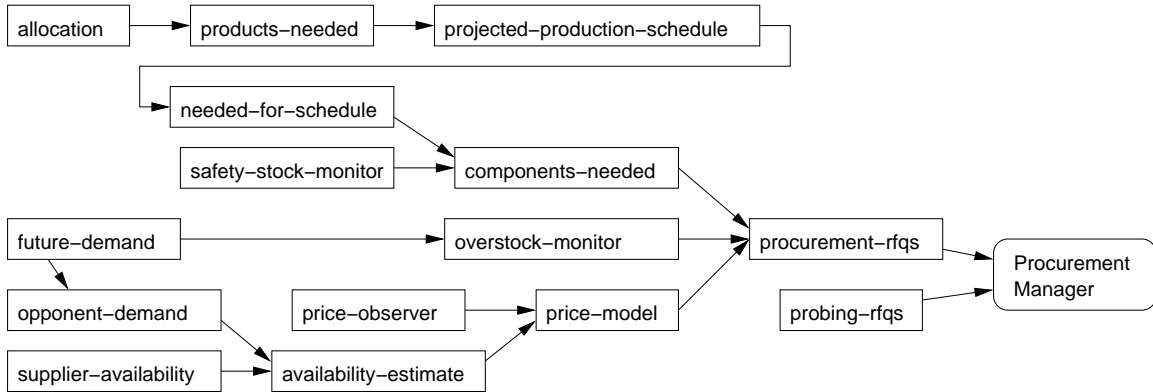 allocation
products−needed
projected−production−schedule
needed−for−schedule
safety−stock−monitor
components−needed
future−demand
overstock−monitor
procurement−rfqs
Procurement
Manager
opponent−demand
price−observer
price−model
probing−rfqs
supplier−availability
availability−estimate